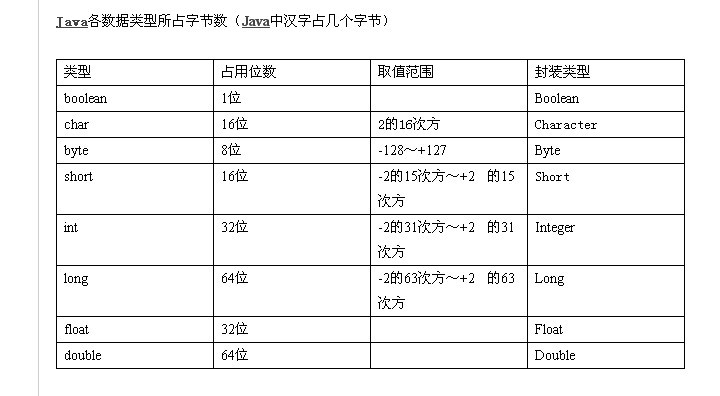 Java各数据类型所占字节数（Java中汉字占几个字节）
类型 占用位数 取值范围 封装类型
boolean 1位 Boolean
char 16位 2的16次方 Character
byte 8位 -128～+127 Byte
short 16位 -2的15次方～+2 的15 Short
次方
int 32位 -2的31次方～+2 的31 Integer
次方
long 64位 -2的63次方～+2 的63 Long
次方
float 32位 Float
double 64位 Double